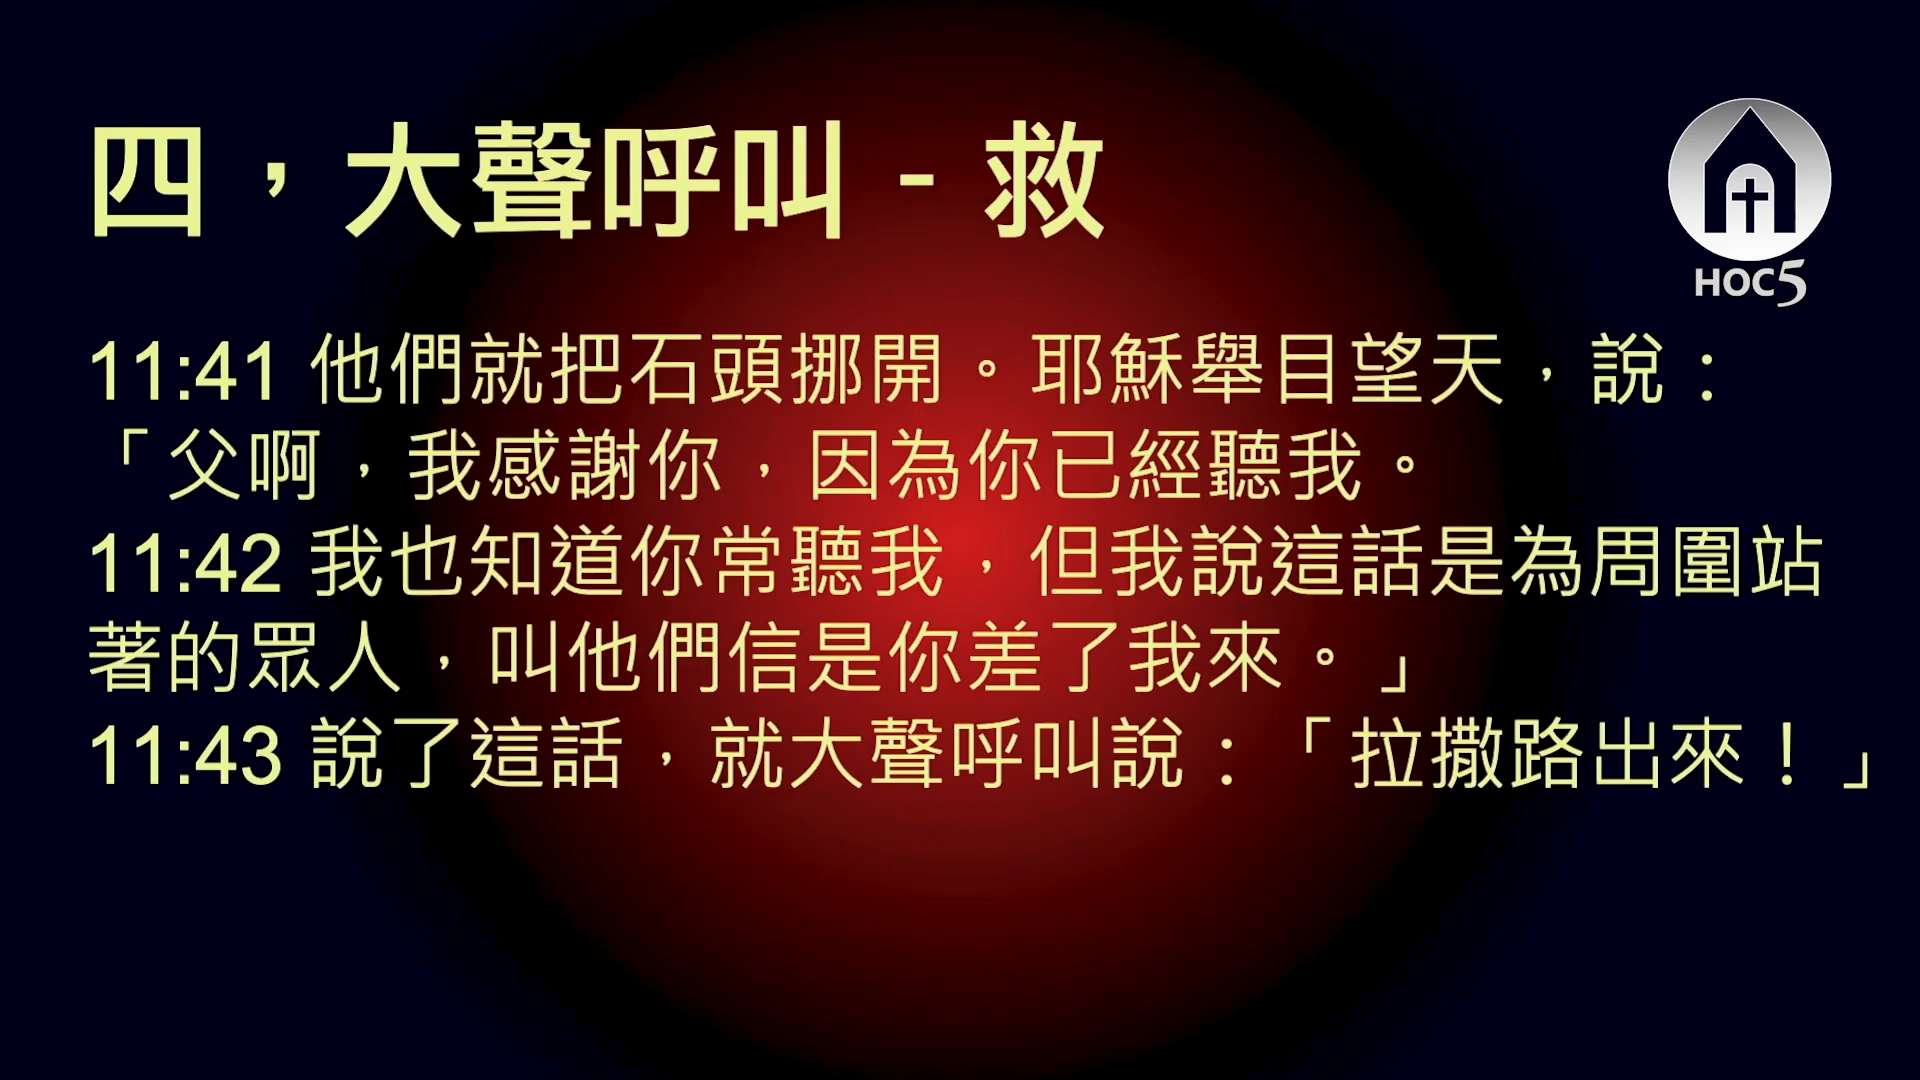 四，大聲呼叫 - 救
HOC5
11:41 他們就把石頭挪開。耶穌舉目望天，說：
「父啊，我感謝你，因為你已經聽我。
11:42 我也知道你常聽我，但我說這話是為周圍站
著的眾人，叫他們信是你差了我來。」
11:43 說了這話，就大聲呼叫說：「拉撒路出來！」